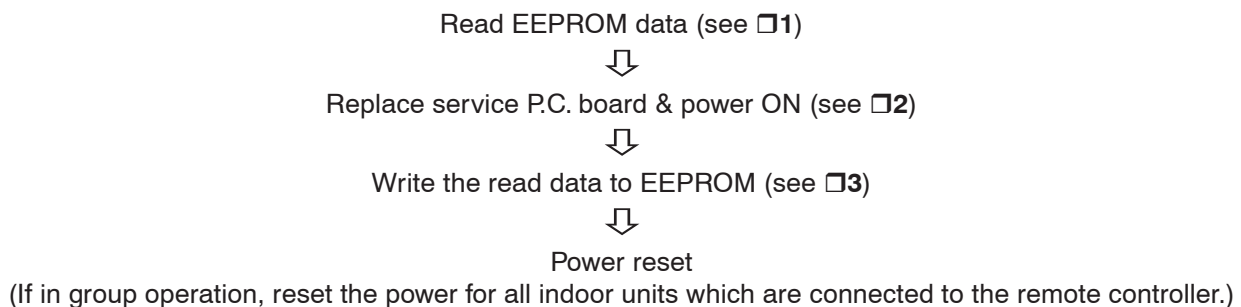 Read EEPROM data (see ❒1)
Replace service P.C. board & power ON (see ❒2)
Write the read data to EEPROM (see ❒3)
Power reset
(If in group operation, reset the power for all indoor units which are connected to the remote controller.)